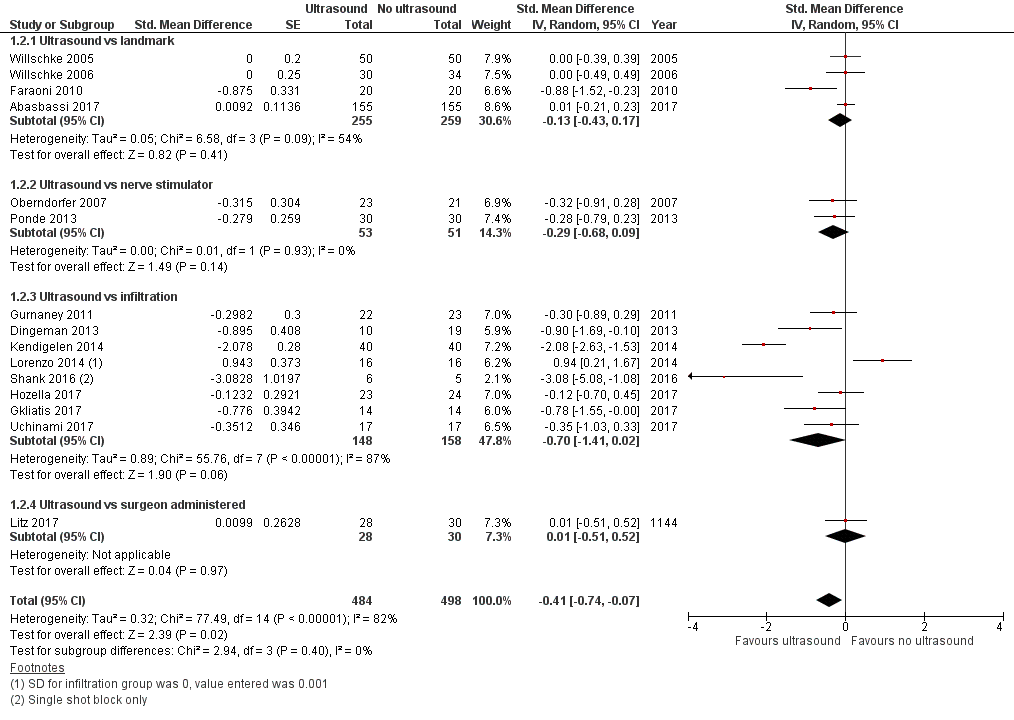 Ultrasound No ultrasound Std. Mean Difference Std. Mean Difference
Study or Subgroup Std. Mean Difference SE Total Total Weight IV, Random, 95% CI Year IV, Random, 95% CI
1.2.1 Ultrasound vs landmark
Willschke 2005 0 0.2 50 50 7.9% 0.00 [-0.39, 0.39] 2005
Willschke 2006 0 0.25 30 34 7.5% 0.00 [-0.49, 0.49] 2006
Faraoni 2010 -0.875 0.331 20 20 6.6% -0.88 [-1.52, -0.23] 2010
Abasbassi 2017 0.0092 0.1136 155 155 8.6% 0.01 [-0.21, 0.23] 2017
Subtotal (95% CI) 255 259 30.6% -0.13 [-0.43, 0.17]
Heterogeneity: Tau² = 0.05; Chi² = 6.58, df = 3 (P = 0.09); I² = 54%
Test for overall effect: Z = 0.82 (P = 0.41)
1.2.2 Ultrasound vs nerve stimulator
Oberndorfer 2007 -0.315 0.304 23 21 6.9% -0.32 [-0.91, 0.28] 2007
Ponde 2013 -0.279 0.259 30 30 7.4% -0.28 [-0.79, 0.23] 2013
Subtotal (95% CI) 53 51 14.3% -0.29 [-0.68, 0.09]
Heterogeneity: Tau² = 0.00; Chi² = 0.01, df = 1 (P = 0.93); I² = 0%
Test for overall effect: Z = 1.49 (P = 0.14)
1.2.3 Ultrasound vs infiltration
Gurnaney 2011 -0.2982 0.3 22 23 7.0% -0.30 [-0.89, 0.29] 2011
Dingeman 2013 -0.895 0.408 10 19 5.9% -0.90 [-1.69, -0.10] 2013
Kendigelen 2014 -2.078 0.28 40 40 7.2% -2.08 [-2.63, -1.53] 2014
Lorenzo 2014 (1) 0.943 0.373 16 16 6.2% 0.94 [0.21, 1.67] 2014
Shank 2016 (2) -3.0828 1.0197 6 5 2.1% -3.08 [-5.08, -1.08] 2016
Hozella 2017 -0.1232 0.2921 23 24 7.0% -0.12 [-0.70, 0.45] 2017
Gkliatis 2017 -0.776 0.3942 14 14 6.0% -0.78 [-1.55, -0.00] 2017
Uchinami 2017 -0.3512 0.346 17 17 6.5% -0.35 [-1.03, 0.33] 2017
Subtotal (95% CI) 148 158 47.8% -0.70 [-1.41, 0.02]
Heterogeneity: Tau² = 0.89; Chi² = 55.76, df = 7 (P < 0.00001); I² = 87%
Test for overall effect: Z = 1.90 (P = 0.06)
1.2.4 Ultrasound vs surgeon administered
Litz 2017 0.0099 0.2628 28 30 7.3% 0.01 [-0.51, 0.52] 1144
Subtotal (95% CI) 28 30 7.3% 0.01 [-0.51, 0.52]
Heterogeneity: Not applicable
Test for overall effect: Z = 0.04 (P = 0.97)
Total (95% CI) 484 498 100.0% -0.41 [-0.74, -0.07]
Heterogeneity: Tau² = 0.32; Chi² = 77.49, df = 14 (P < 0.00001); I² = 82%
Test for overall effect: Z = 2.39 (P = 0.02)
Test for subgroup differences: Chi² = 2.94, df = 3 (P = 0.40), I² = 0%
-4 -2 0 2 4
Favours ultrasound Favours no ultrasound
Footnotes
(1) SD for infiltration group was 0, value entered was 0.001
(2) Single shot block only